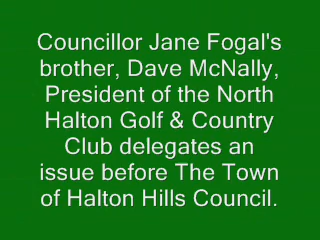 Councillor Jane Fogal's
brother, Dave McNally,
President of the North
Halton Golf & Country
Club delegates an
issue before The Town
of Halton Hills Council.